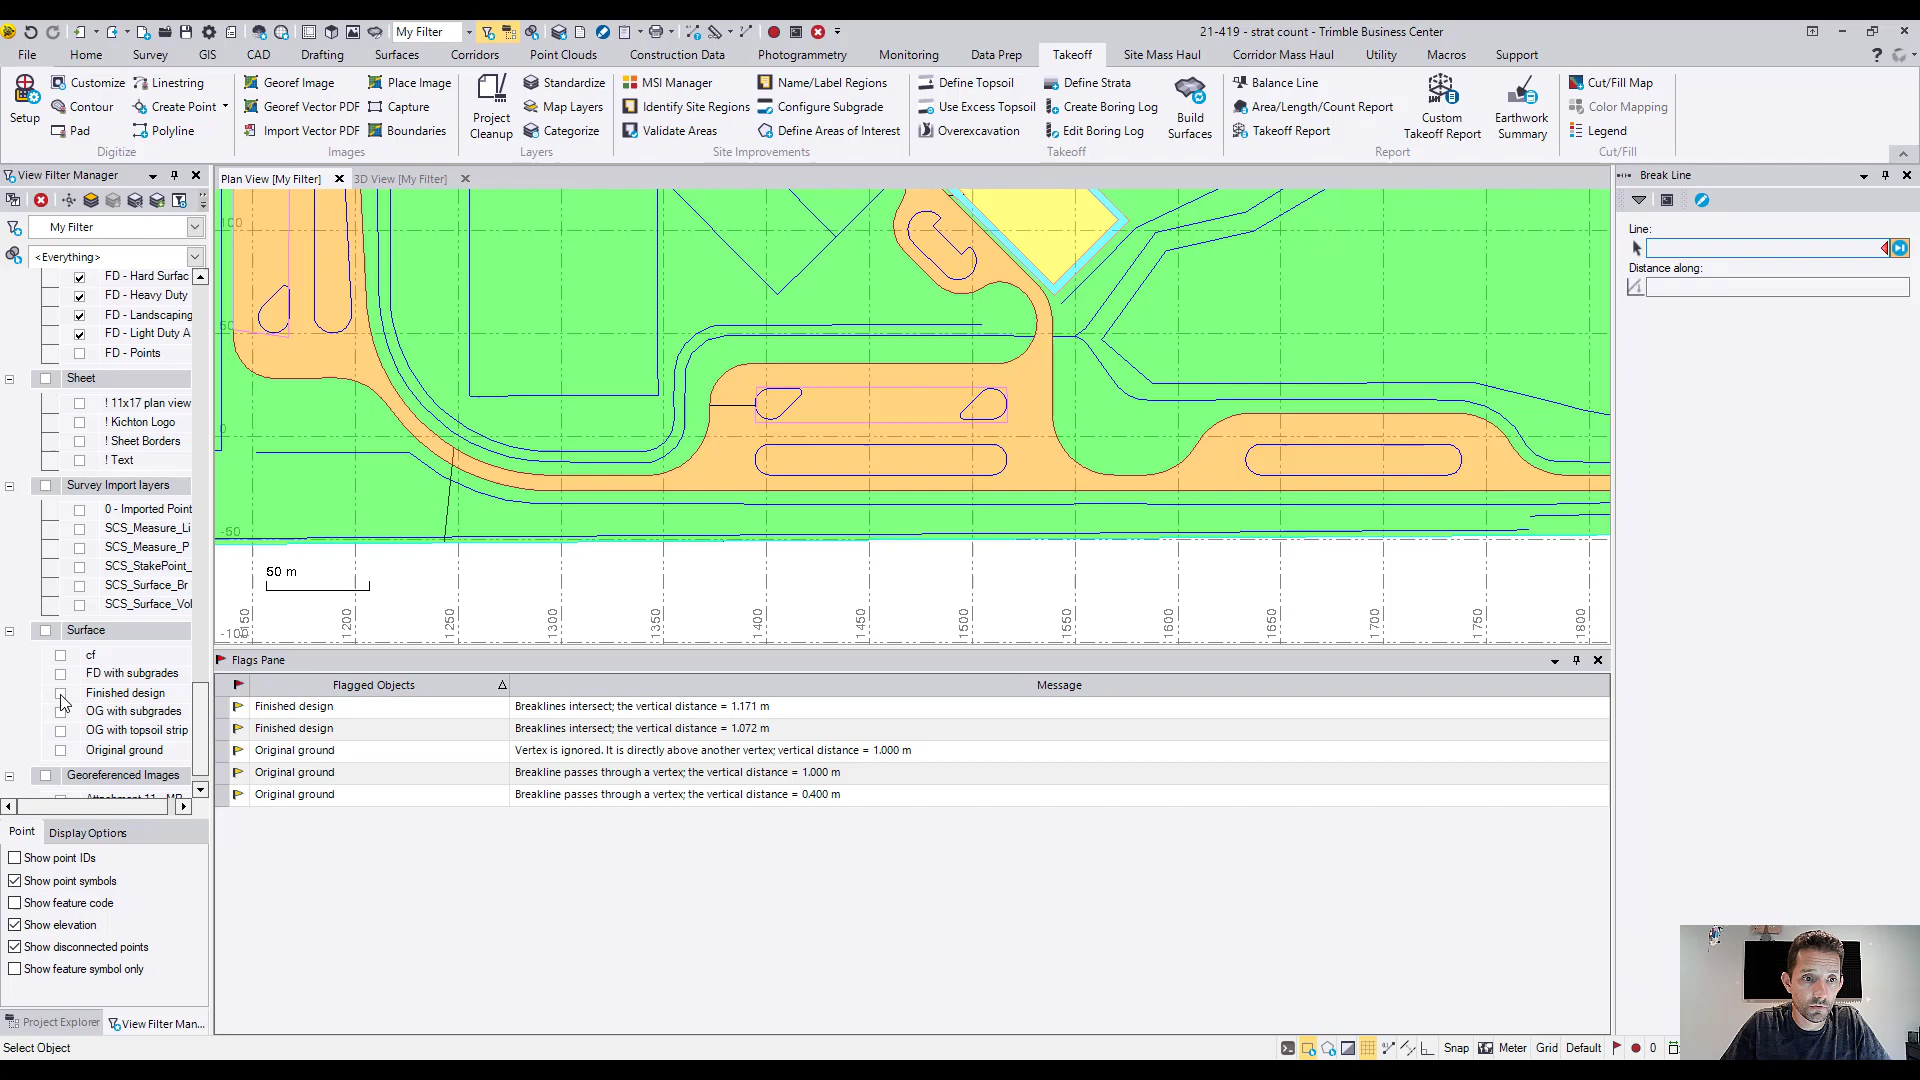 My Filter
21-419 - strat count - Trimble Business Center
File Home Survey GIS CAD Drafting Surfaces Corridors Point Clouds Construction Data Photogrammetry Monitoring Data Prep Takeoff Site Mass Haul Corridor Mass Haul Utility Macros Support
Setup
Customize
Contour
Pad
Linestring
Create Point
Polyline
Digitize
Georef Image
Georef Vector PDF
Import Vector PDF
Place Image
Capture
Boundaries
Images
Project
Cleanup
Standardize
Map Layers
Categorize
Layers
MSI Manager
Identify Site Regions
Validate Areas
Name/Label Regions
Configure Subgrade
Define Areas of Interest
Site Improvements
Define Topsoil
Use Excess Topsoil
Overexcavation
Define Strata
Create Boring Log
Edit Boring Log
Build
Surfaces
Takeoff
Balance Line
Area/Length/Count Report
Takeoff Report
Custom
Takeoff Report
Earthwork
Summary
Report
Cut/Fill Map
Color Mapping
Legend
Cut/Fill
View Filter Manager
My Filter
<Everything>
FD - Hard Surfac
FD - Heavy Duty
FD - Landscaping
FD - Light Duty A
FD - Points
Sheet
! 11x17 plan view
! Kichton Logo
! Sheet Borders
! Text
Survey Import layers
0 - Imported Point
SCS_Measure_Li
SCS_Measure_P
SCS_StakePoint_
SCS_Surface_Br
SCS_Surface_Vol
Surface
cf
FD with subgrades
Finished design
OG with subgrades
OG with topsoil strip
Original ground
Georeferenced Images
Point Display Options
Show point IDs
Show point symbols
Show feature code
Show elevation
Show disconnected points
Show feature symbol only
Project Explorer View Filter Man...
Select Object
Plan View [My Filter] 3D View [My Filter]
100
50
0
-50
50 m
-100
1150 1200 1250 1300 1350 1400 1450 1500 1550 1600 1650 1700 1750 1800
Flags Pane
Flagged Objects Message
Finished design Breaklines intersect; the vertical distance = 1.171 m
Finished design Breaklines intersect; the vertical distance = 1.072 m
Original ground Vertex is ignored. It is directly above another vertex; vertical distance = 1.000 m
Original ground Breakline passes through a vertex; the vertical distance = 1.000 m
Original ground Breakline passes through a vertex; the vertical distance = 0.400 m
Break Line
Line:
Distance along:
Snap Meter Grid Default 0